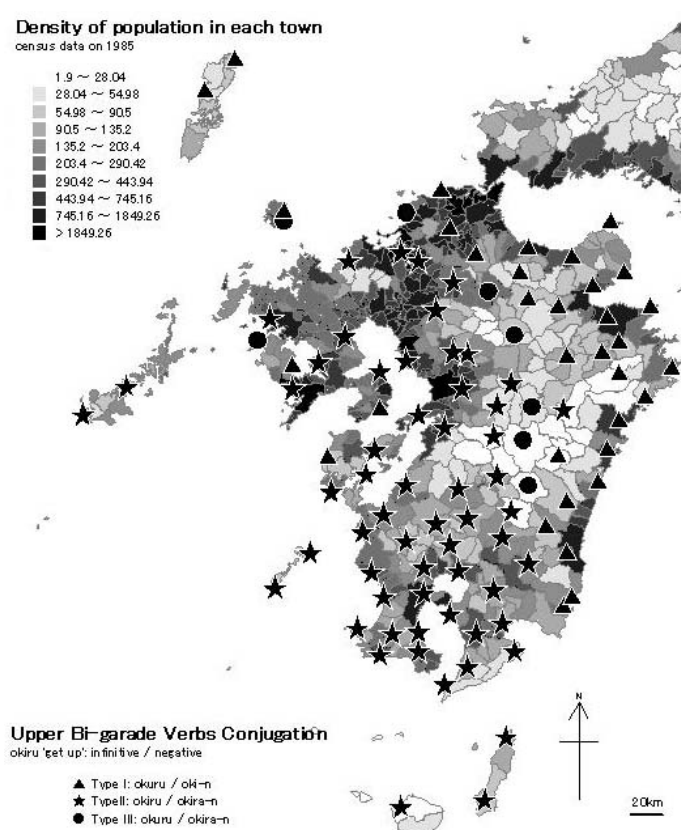 Density of population in each town
census data on 1985
1.9 ~ 28.04
28.04 ~ 54.98
54.98 ~ 90.5
90.5 ~ 135.2
135.2 ~ 203.4
203.4 ~ 290.42
290.42 ~ 443.94
443.94 ~ 745.16
745.16 ~ 1849.26
> 1849.26
Upper Bi-garade Verbs Conjugation
okiru 'get up': infinitive / negative
Type I: okuru / oki-n
TypeII: okiru / okira-n
Type III: okuru / okira-n
N
20km